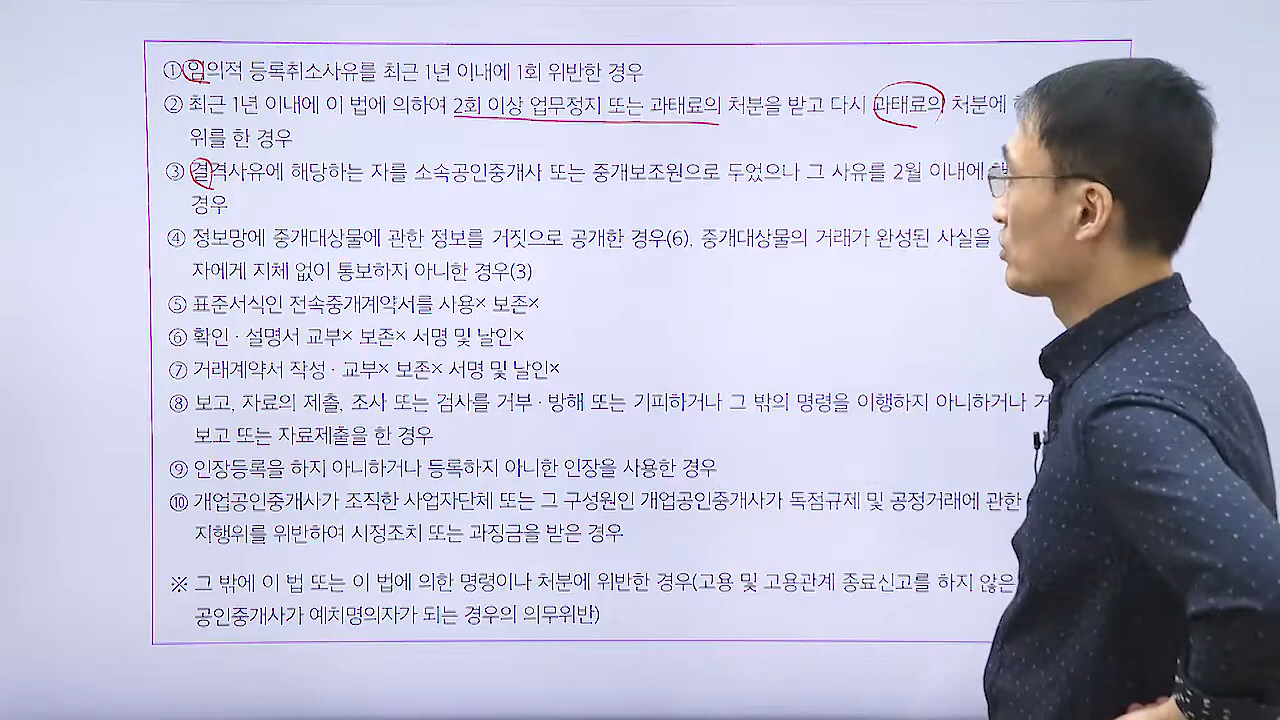 ① 임의적 등록취소사유를 최근 1년 이내에 1회 위반한 경우
② 최근 1년 이내에 이 법에 의하여 2회 이상 업무정지 또는 과태료의 처분을 받고 다시 과태료의 처분에
위를 한 경우
③ 결격사유에 해당하는 자를 소속공인중개사 또는 중개보조원으로 두었으나 그 사유를 2월 이내에
경우
④ 정보망에 중개대상물에 관한 정보를 거짓으로 공개한 경우(6), 중개대상물의 거래가 완성된 사실을
자에게 지체 없이 통보하지 아니한 경우(3)
⑤ 표준서식인 전속중개계약서를 사용× 보존×
⑥ 확인·설명서 교부× 보존× 서명 및 날인×
⑦ 거래계약서 작성·교부× 보존× 서명 및 날인×
⑧ 보고, 자료의 제출, 조사 또는 검사를 거부·방해 또는 기피하거나 그 밖의 명령을 이행하지 아니하거나
보고 또는 자료제출을 한 경우
⑨ 인장등록을 하지 아니하거나 등록하지 아니한 인장을 사용한 경우
⑩ 개업공인중개사가 조직한 사업자단체 또는 그 구성원인 개업공인중개사가 독점규제 및 공정거래에 관한
지행위를 위반하여 시정조치 또는 과징금을 받은 경우
※ 그 밖에 이 법 또는 이 법에 의한 명령이나 처분에 위반한 경우(고용 및 고용관계 종료신고를 하지 않은
공인중개사가 예치명의자가 되는 경우의 의무위반)